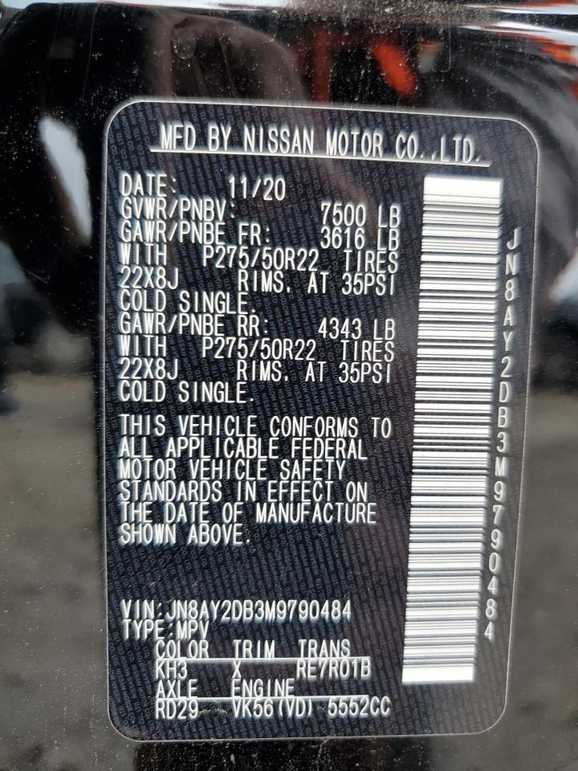 MFD BY NISSAN MOTOR CO.,LTD.
DATE: 11/20
GVWR/PNBV: 7500 LB
GAWR/PNBE FR: 3616 LB
WITH P275/50R22 TIRES
22X8J RIMS. AT 35PSI
COLD SINGLE.
GAWR/PNBE RR: 4343 LB
WITH P275/50R22 TIRES
22X8J RIMS. AT 35PSI
COLD SINGLE.
THIS VEHICLE CONFORMS TO
ALL APPLICABLE FEDERAL
MOTOR VEHICLE SAFETY
STANDARDS IN EFFECT ON
THE DATE OF MANUFACTURE
SHOWN ABOVE.
VIN:JN8AY2DB3M9790484
TYPE:MPV
COLOR TRIM TRANS
KH3 X RE7R01B
AXLE ENGINE
RD29 VK56(VD) 5552CC
JN8AY2DB3M9790484